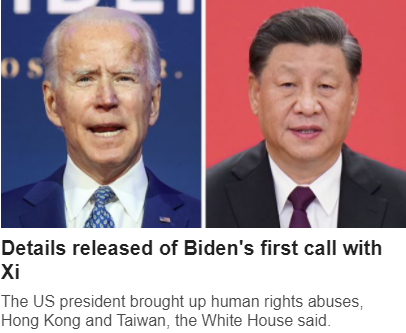 IDEN
O S
Details released of Biden's first call with
Xi
The US president brought up human rights abuses,
Hong Kong and Taiwan, the White House said.